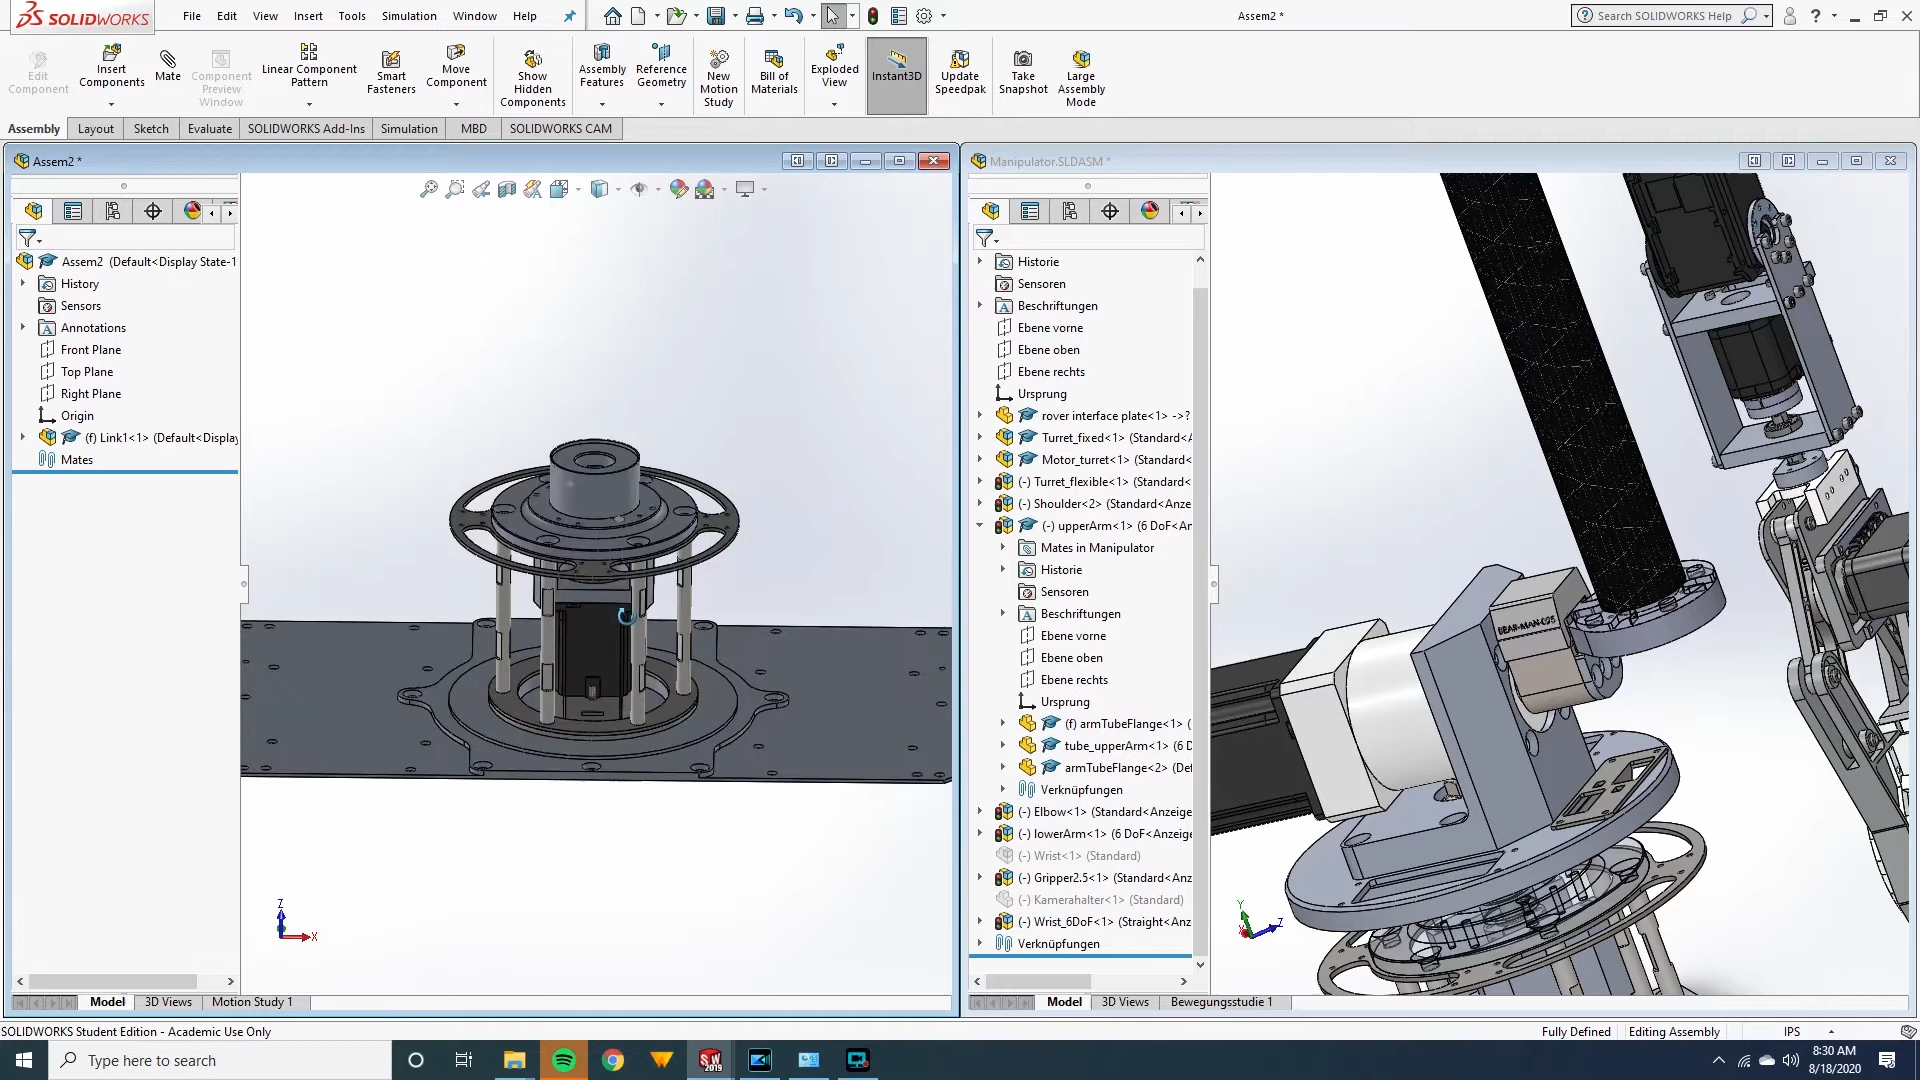 SOLIDWORKS
File Edit View Insert Tools Simulation Window Help
Assem2 *
Search SOLIDWORKS Help
Edit Component
Insert Components
Mate
Component Preview Window
Linear Component Pattern
Smart Fasteners
Move Component
Show Hidden Components
Assembly Features
Reference Geometry
New Motion Study
Bill of Materials
Exploded View
Instant3D
Update Speedpak
Take Snapshot
Large Assembly Mode
Assembly Layout Sketch Evaluate SOLIDWORKS Add-Ins Simulation MBD SOLIDWORKS CAM
Assem2 *
Assem2 (Default<Display State-1
History
Sensors
Annotations
Front Plane
Top Plane
Right Plane
Origin
(f) Link1<1> (Default<Display
Mates
Z
X
Model 3D Views Motion Study 1
Manipulator.SLDASM *
Historie
Sensoren
Beschriftungen
Ebene vorne
Ebene oben
Ebene rechts
Ursprung
rover interface plate<1> ->?
Turret_fixed<1> (Standard<A
Motor_turret<1> (Standard<
(-) Turret_flexible<1> (Standard<
(-) Shoulder<2> (Standard<Anze
(-) upperArm<1> (6 DoF<Ar
Mates in Manipulator
Historie
Sensoren
Beschriftungen
Ebene vorne
Ebene oben
Ebene rechts
Ursprung
(f) armTubeFlange<1> (
tube_upperArm<1> (6 D
armTubeFlange<2> (Def
Verknüpfungen
(-) Elbow<1> (Standard<Anzeige
(-) lowerArm<1> (6 DoF<Anzeige
(-) Wrist<1> (Standard)
(-) Gripper2.5<1> (Standard<Anz
(-) Kamerahalter<1> (Standard)
(-) Wrist_6DoF<1> (Straight<Anz
Verknüpfungen
BEAR-MAN-095
Y
X
Z
Model 3D Views Bewegungsstudie 1
SOLIDWORKS Student Edition - Academic Use Only
Fully Defined Editing Assembly IPS
Type here to search
SW 2019
8:30 AM
8/18/2020